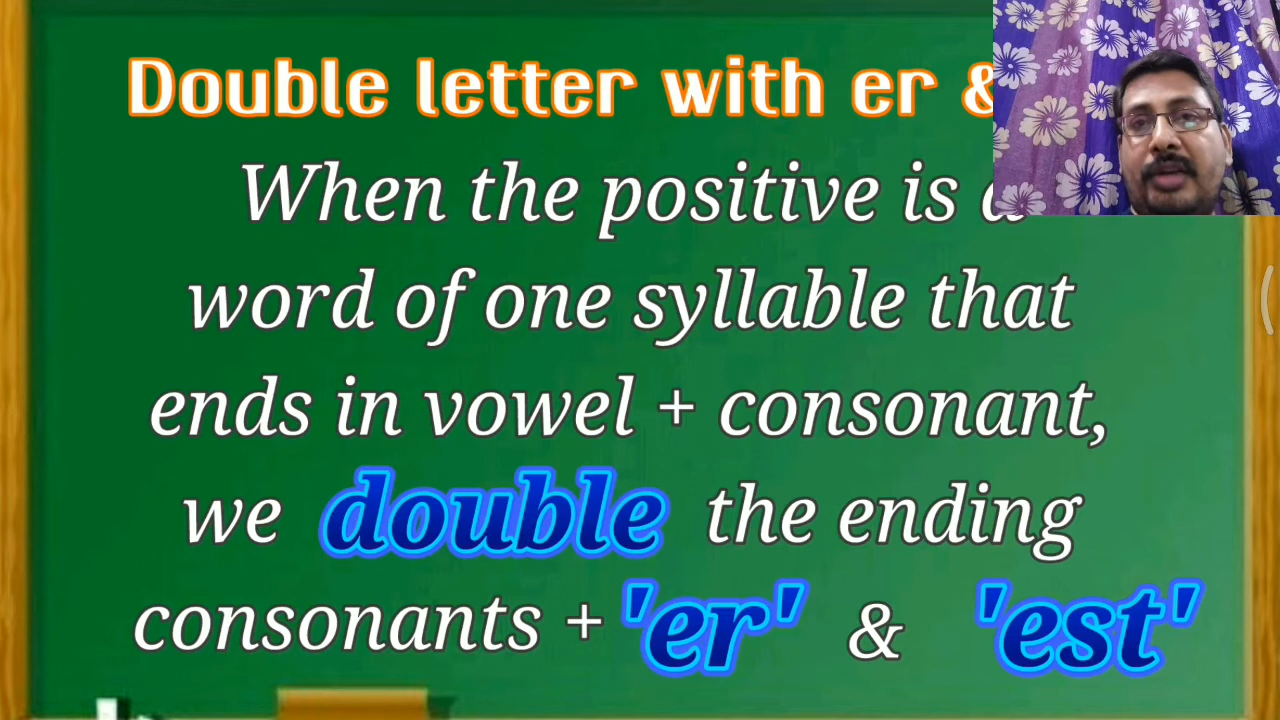 Double letter with er &
When the positive is a
word of one syllable that
ends in vowel + consonant,
we double the ending
consonants + 'er' & 'est'